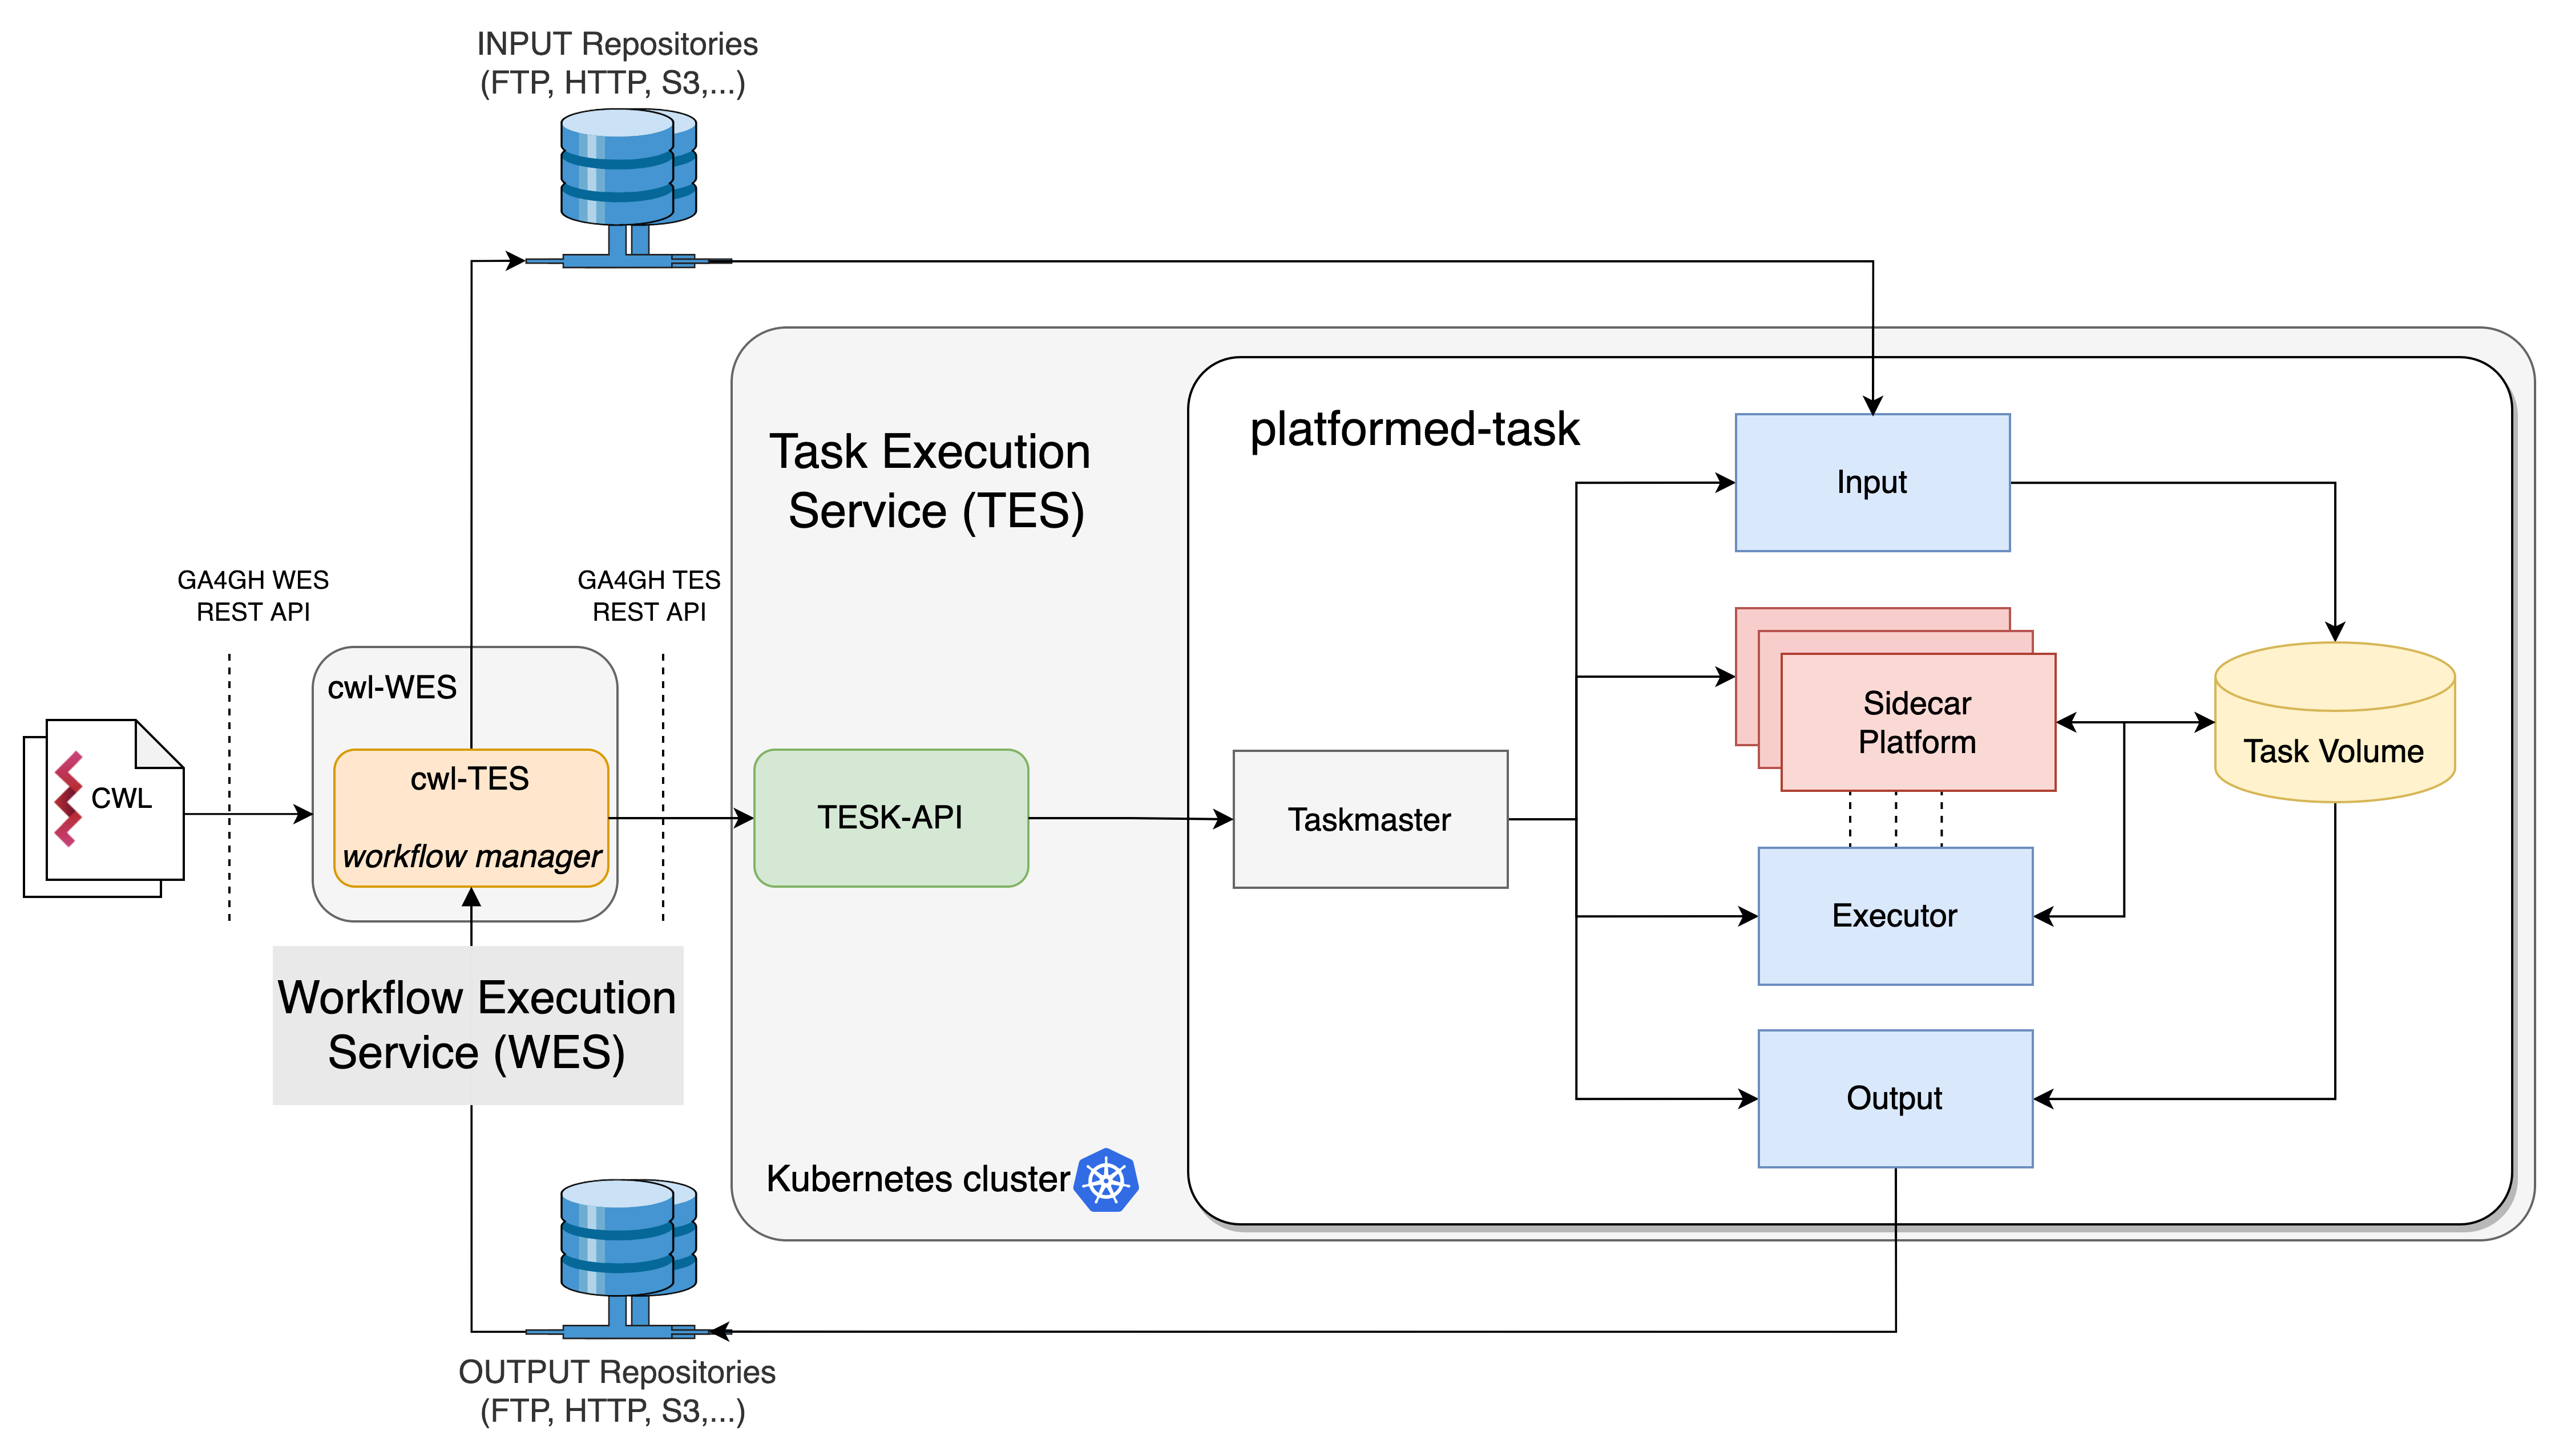 INPUT Repositories
(FTP, HTTP, S3,...)
Task Execution
Service (TES)
platformed-task
Input
GA4GH WES
REST API
GA4GH TES
REST API
cwl-WES
CWL
cwl-TES
workflow manager
TESK-API
Taskmaster
Sidecar
Platform
Task Volume
Executor
Workflow Execution
Service (WES)
Output
Kubernetes cluster
OUTPUT Repositories
(FTP, HTTP, S3,...)